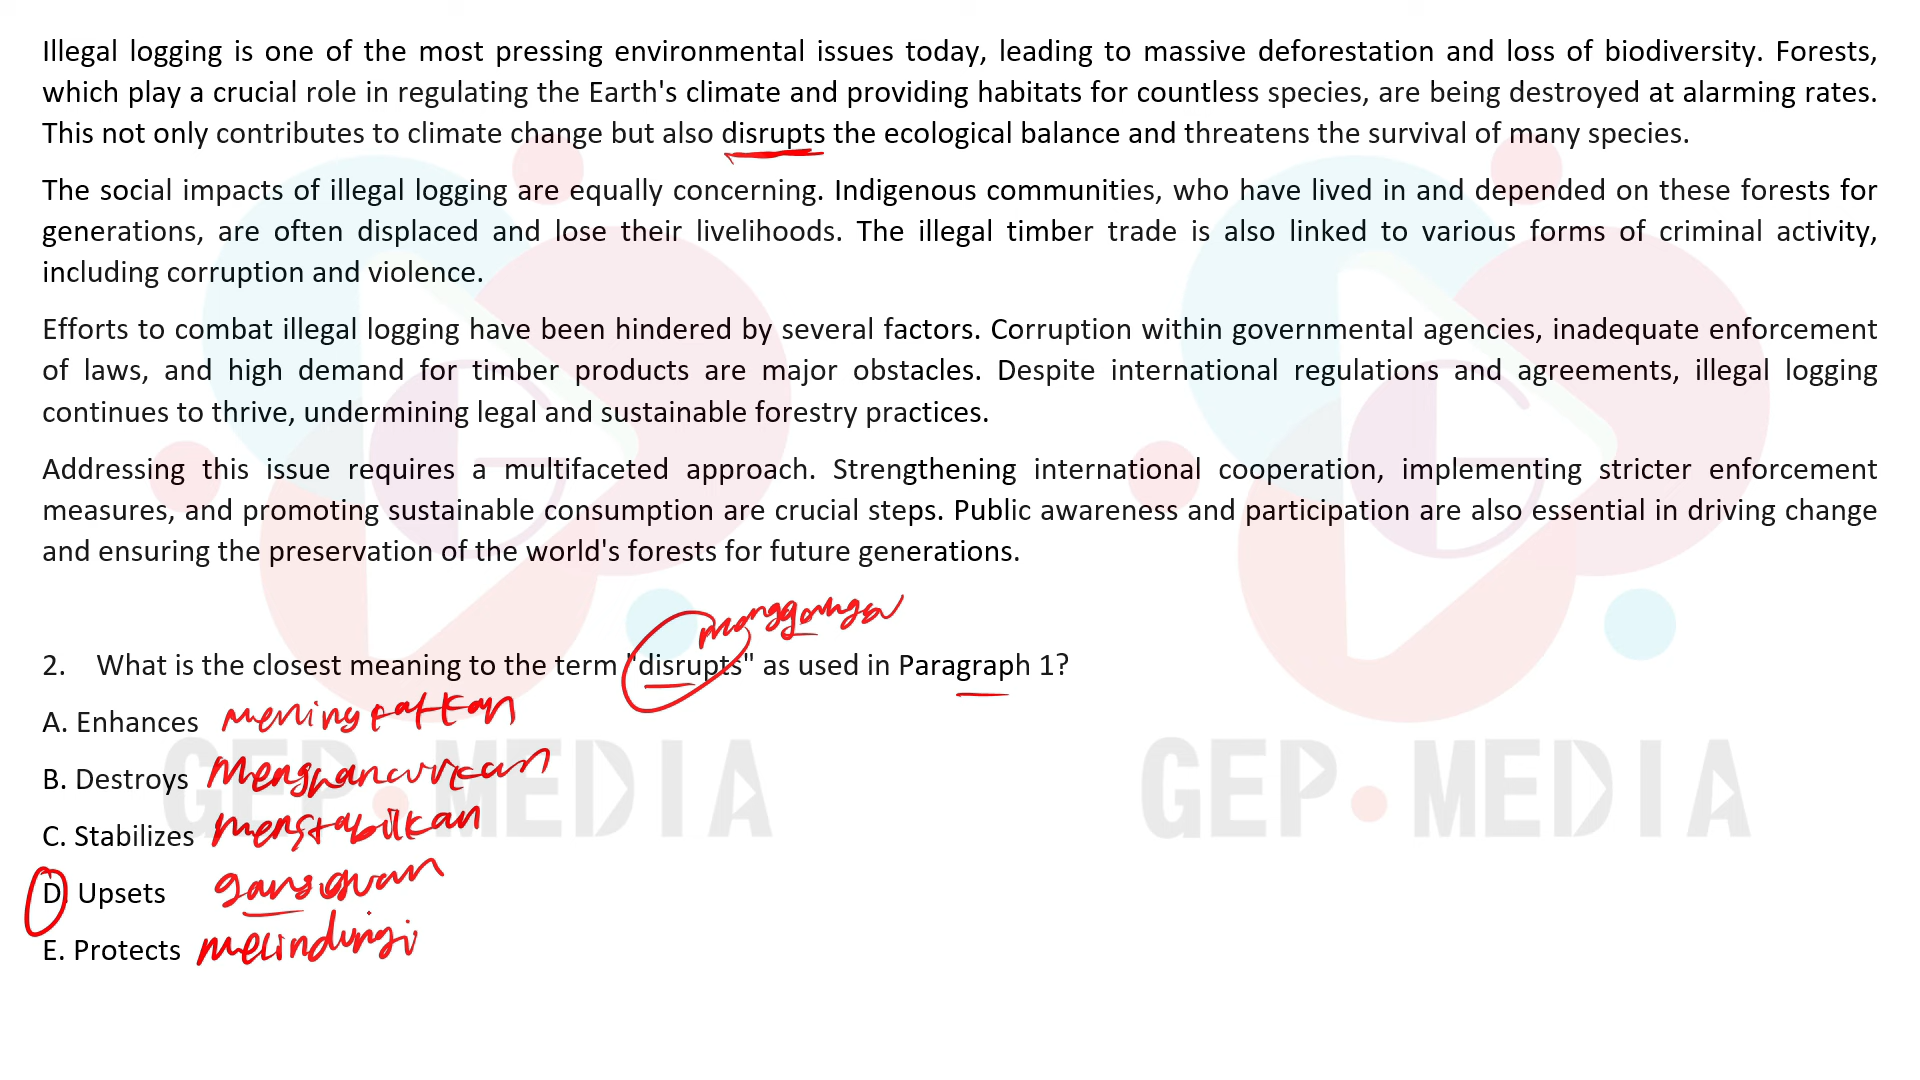 Illegal logging is one of the most pressing environmental issues today, leading to massive deforestation and loss of biodiversity. Forests,
which play a crucial role in regulating the Earth's climate and providing habitats for countless species, are being destroyed at alarming rates.
This not only contributes to climate change but also disrupts the ecological balance and threatens the survival of many species.
The social impacts of illegal logging are equally concerning. Indigenous communities, who have lived in and depended on these forests for
generations, are often displaced and lose their livelihoods. The illegal timber trade is also linked to various forms of criminal activity,
including corruption and violence.
Efforts to combat illegal logging have been hindered by several factors. Corruption within governmental agencies, inadequate enforcement
of laws, and high demand for timber products are major obstacles. Despite international regulations and agreements, illegal logging
continues to thrive, undermining legal and sustainable forestry practices.
Addressing this issue requires a multifaceted approach. Strengthening international cooperation, implementing stricter enforcement
measures, and promoting sustainable consumption are crucial steps. Public awareness and participation are also essential in driving change
and ensuring the preservation of the world's forests for future generations.
mengganggu
2. What is the closest meaning to the term "disrupts" as used in Paragraph 1?
A. Enhances meningkatkan
B. Destroys Menghancurkan
C. Stabilizes menstabilkan
D. Upsets gangguan
E. Protects melindungi
GEP MEDIA GEP MEDIA